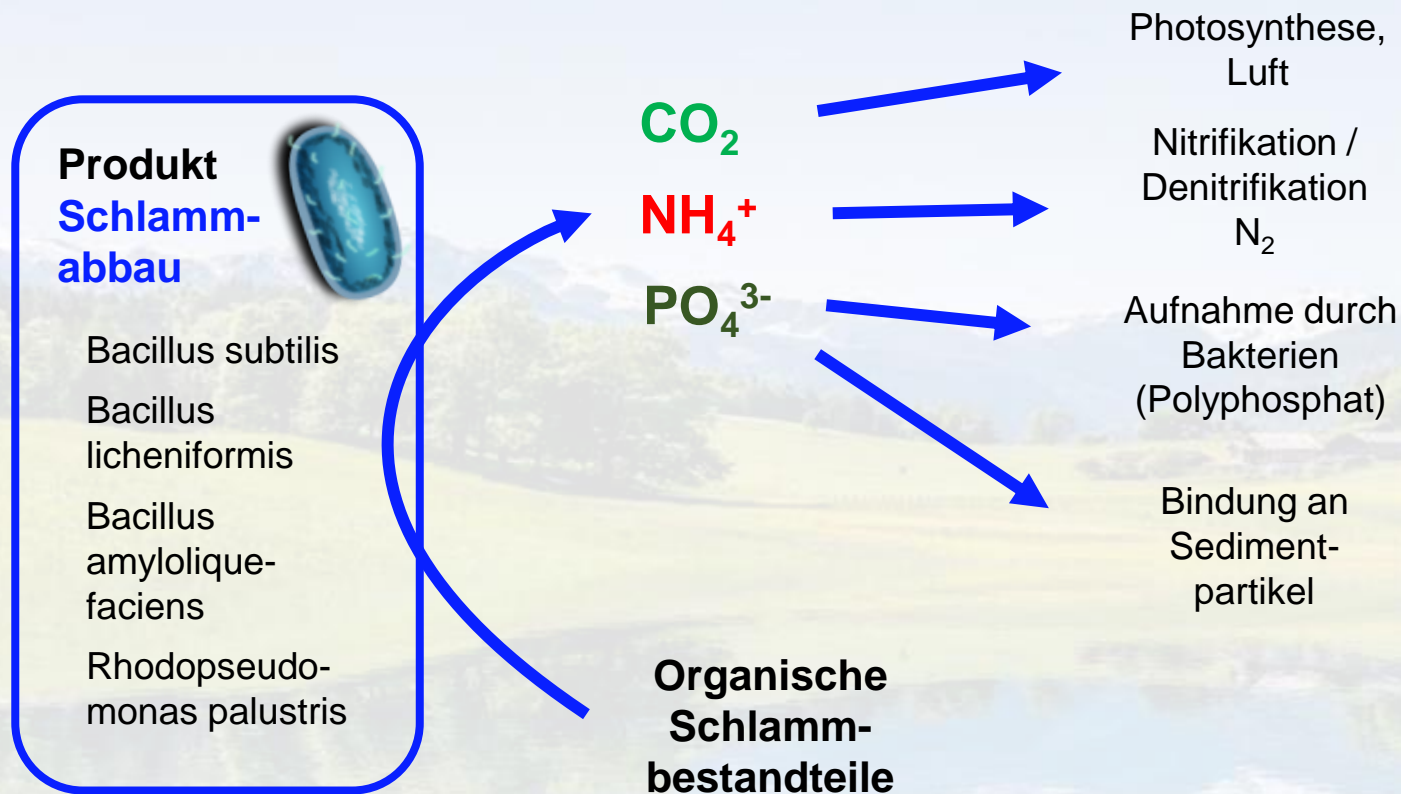 Produkt
Schlamm-
abbau
Bacillus subtilis
Bacillus
licheniformis
Bacillus
amylolique-
faciens
Rhodopseudo-
monas palustris
CO₂
NH₄⁺
PO₄³⁻
Organische
Schlamm-
bestandteile
Photosynthese,
Luft
Nitrifikation /
Denitrifikation
N₂
Aufnahme durch
Bakterien
(Polyphosphat)
Bindung an
Sediment-
partikel